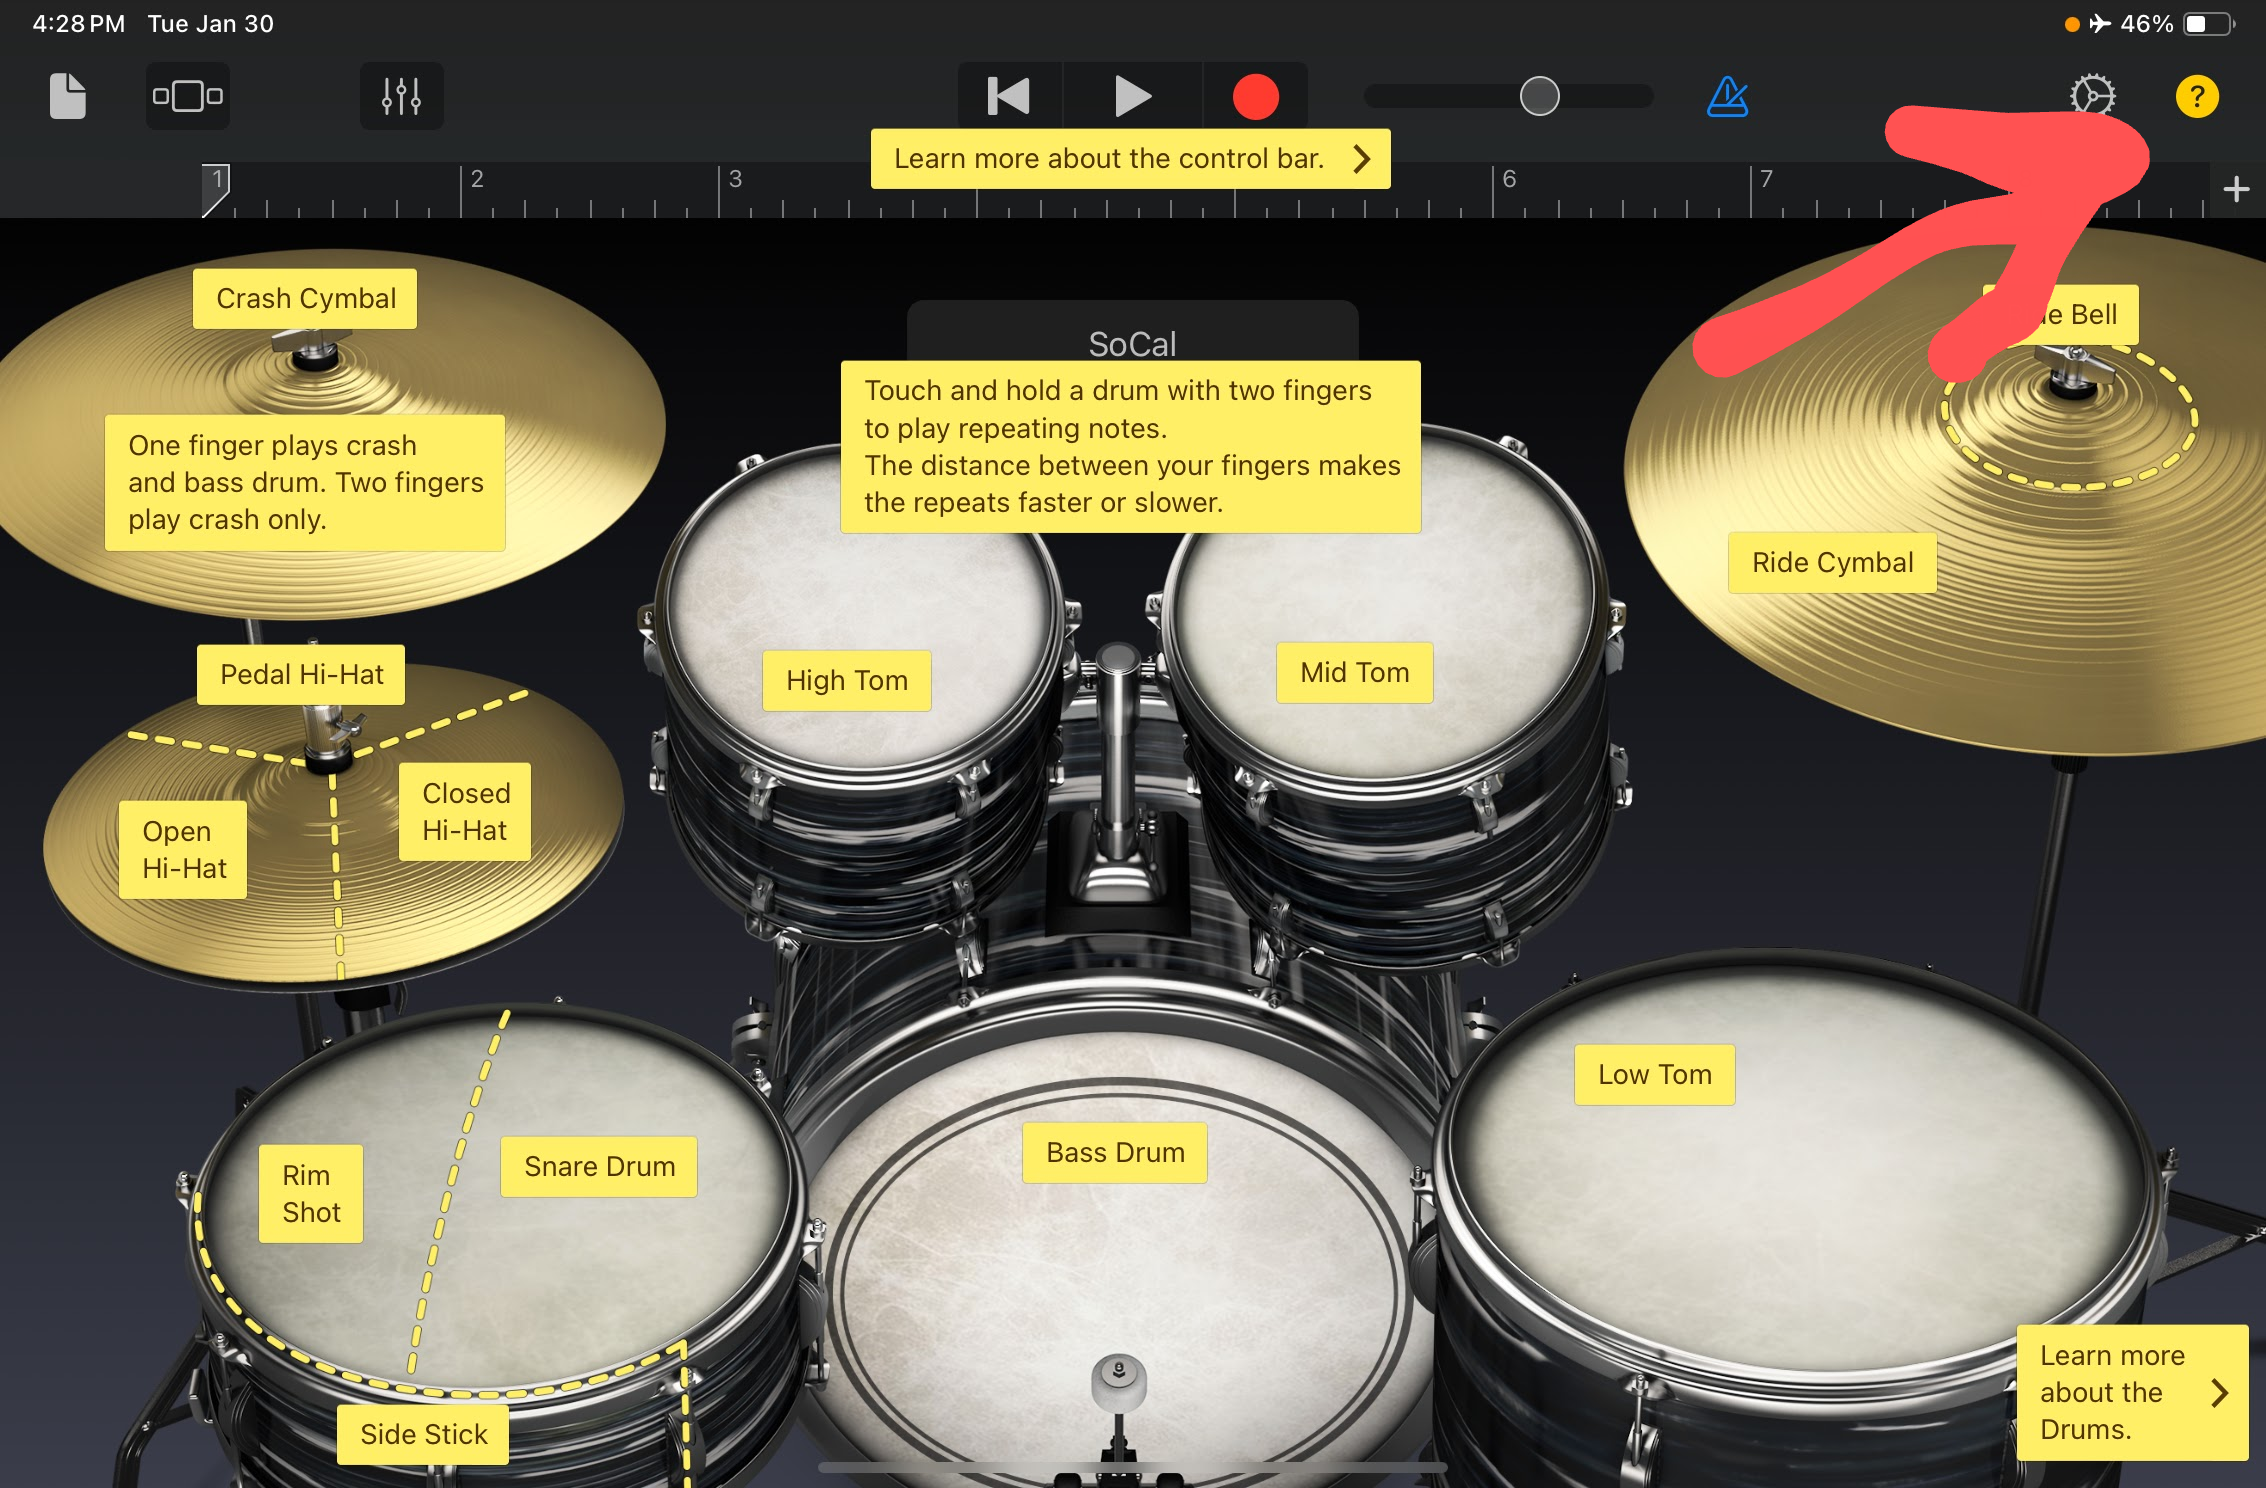 4:28 PM Tue Jan 30
46%
?
Learn more about the control bar.
1
2
3
6
7
Crash Cymbal
SoCal
Bell
Touch and hold a drum with two fingers
to play repeating notes.
The distance between your fingers makes
the repeats faster or slower.
One finger plays crash
and bass drum. Two fingers
play crash only.
Ride Cymbal
Pedal Hi-Hat
High Tom
Mid Tom
Closed
Hi-Hat
Open
Hi-Hat
Low Tom
Bass Drum
Snare Drum
Rim
Shot
Side Stick
Learn more
about the
Drums.